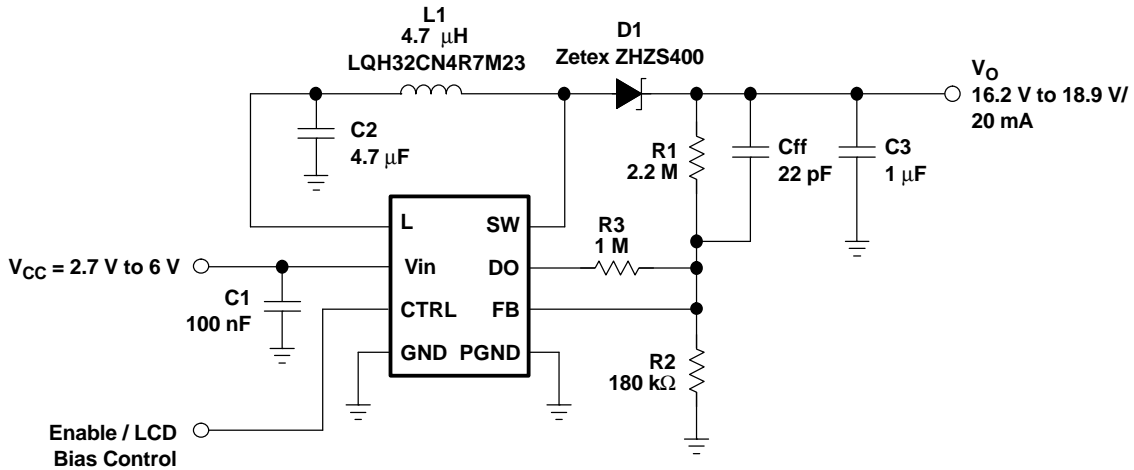 L1
4.7 μH
LQH32CN4R7M23
D1
Zetex ZHZS400
VO
16.2 V to 18.9 V/
20 mA
C2
4.7 μF
R1
2.2 M
Cff
22 pF
C3
1 μF
L
SW
R3
1 M
VCC = 2.7 V to 6 V
Vin
DO
C1
100 nF
CTRL
FB
GND
PGND
R2
180 kΩ
Enable / LCD
Bias Control